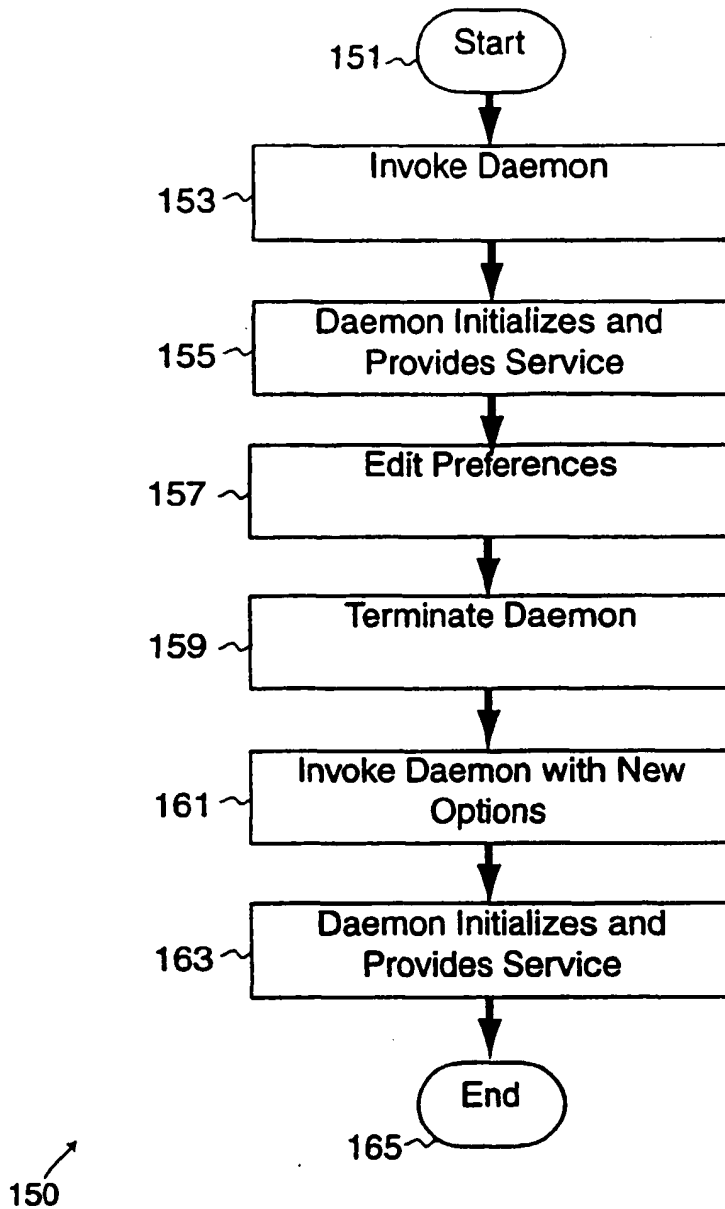 151
Start
153
Invoke Daemon
155
Daemon Initializes and
Provides Service
157
Edit Preferences
159
Terminate Daemon
161
Invoke Daemon with New
Options
163
Daemon Initializes and
Provides Service
End
165
150